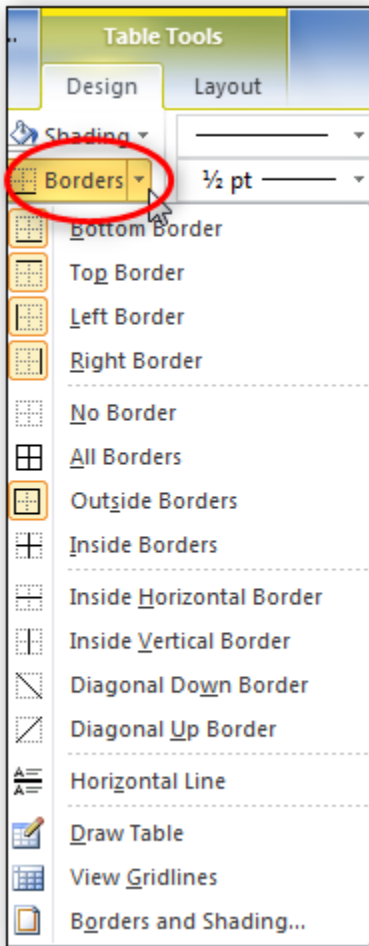 Table Tools
Design Layout
Shading
Borders ½ pt
Bottom Border
Top Border
Left Border
Right Border
No Border
All Borders
Outside Borders
Inside Borders
Inside Horizontal Border
Inside Vertical Border
Diagonal Down Border
Diagonal Up Border
Horizontal Line
Draw Table
View Gridlines
Borders and Shading...